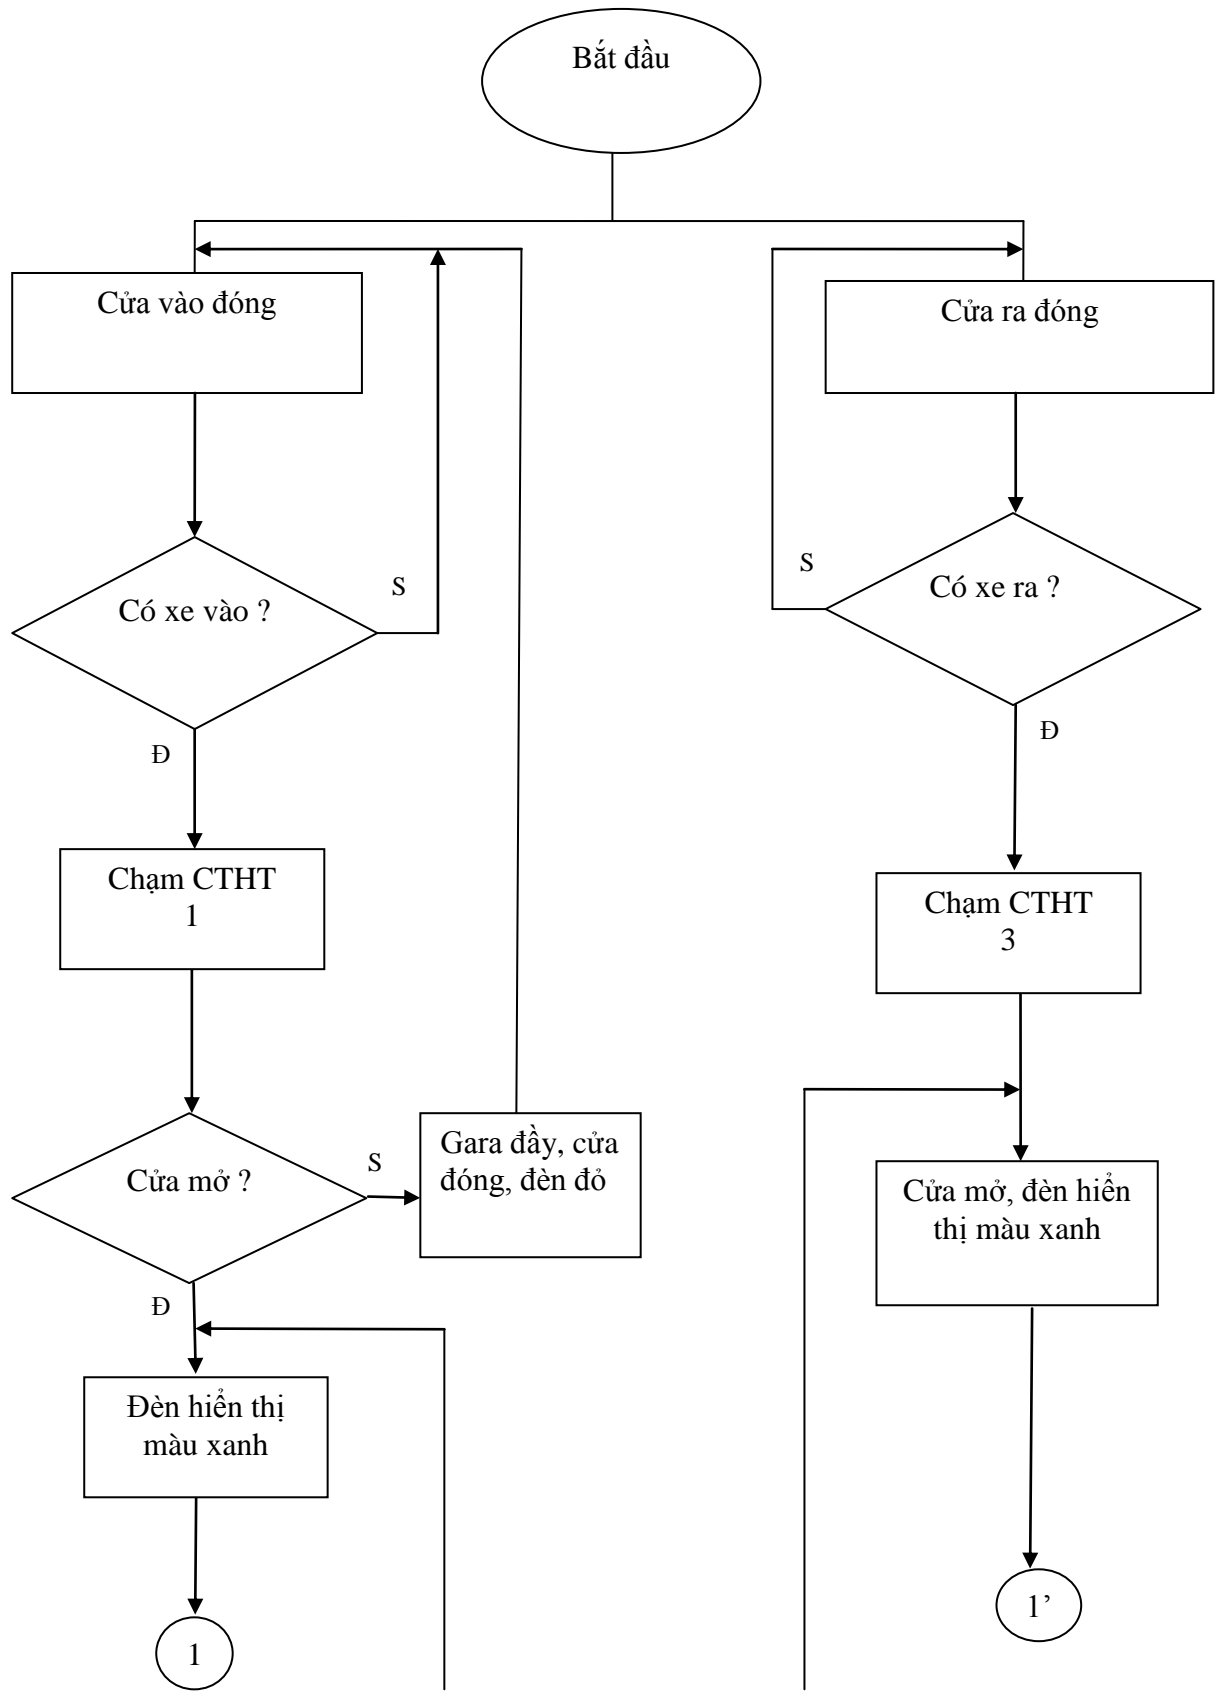 Bắt đầu
Cửa vào đóng
Cửa ra đóng
Có xe vào ?
S
S
Có xe ra ?
Đ
Đ
Chạm CTHT
1
Chạm CTHT
3
Cửa mở ?
S
Gara đầy, cửa
đóng, đèn đỏ
Cửa mở, đèn hiển
thị màu xanh
Đ
Đèn hiển thị
màu xanh
1
1’